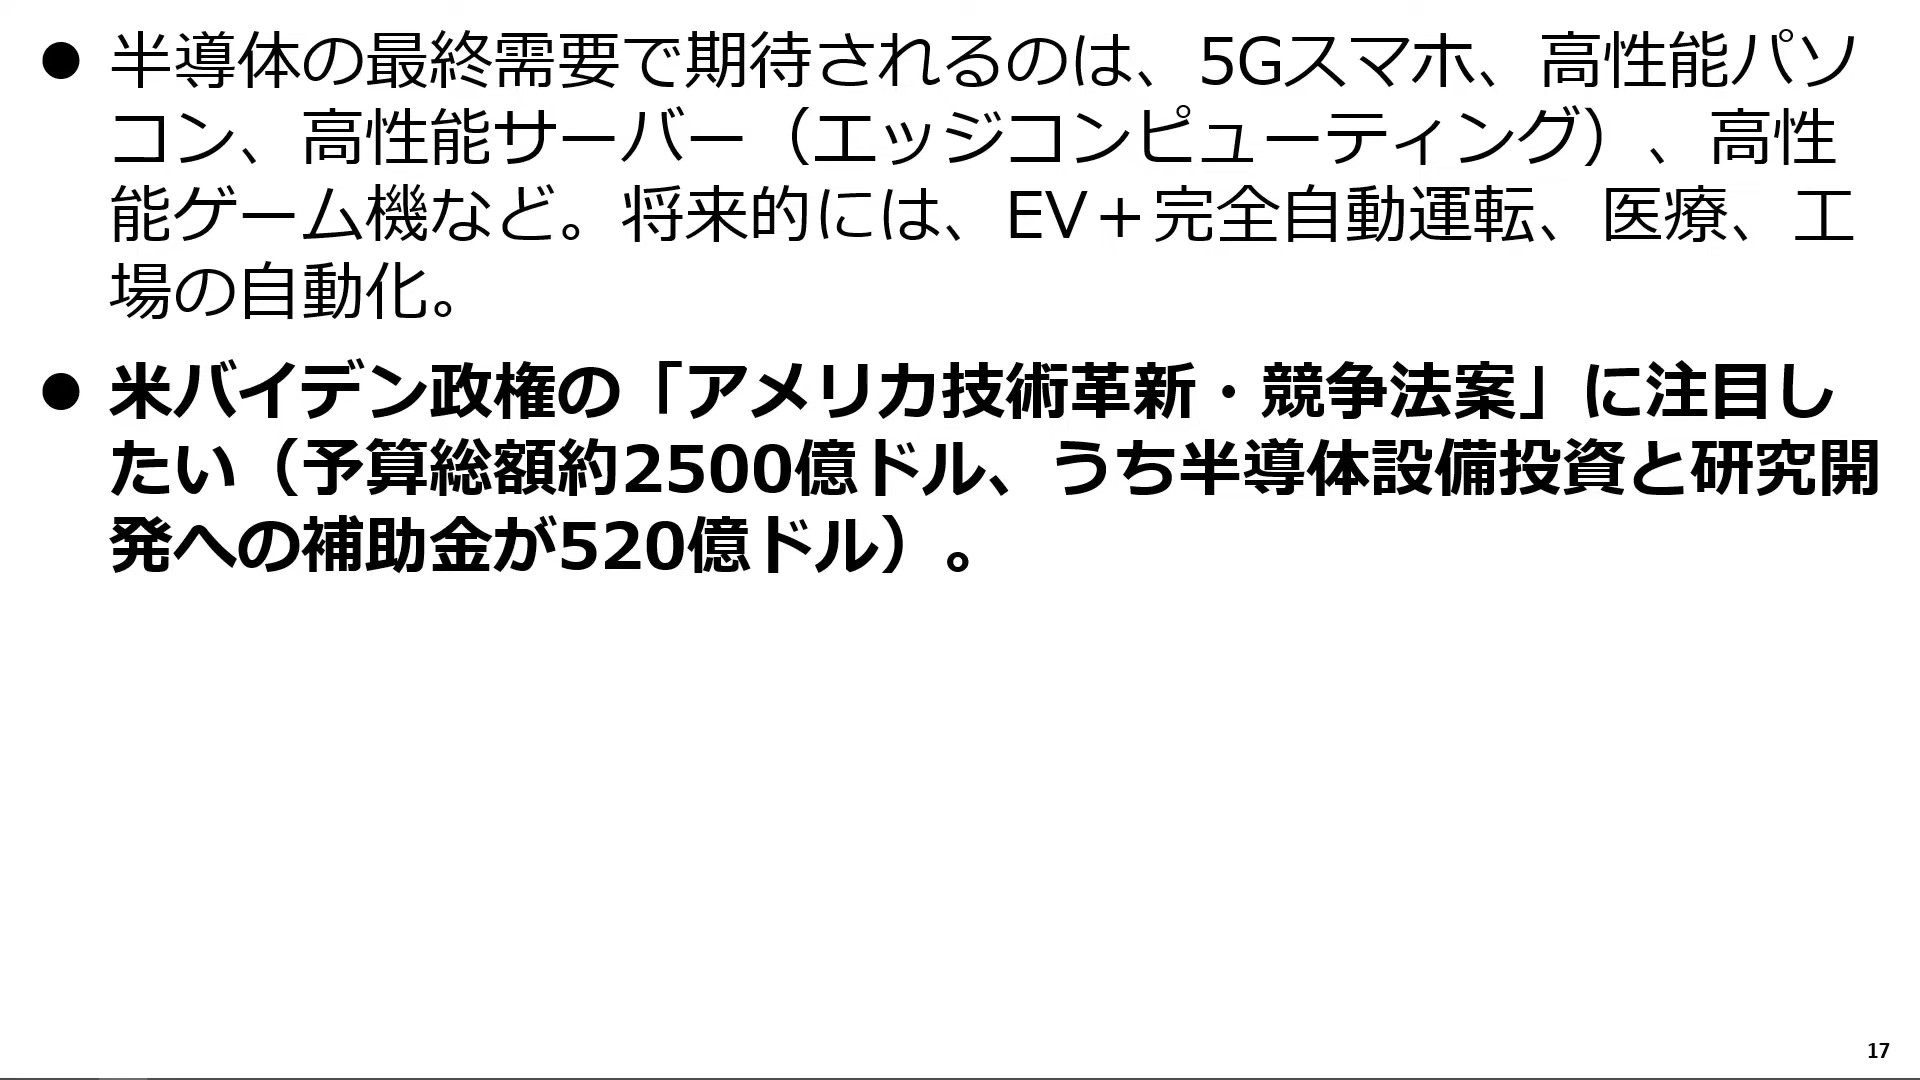 ● 半導体の最終需要で期待されるのは、5Gスマホ、高性能パソ
コン、高性能サーバー（エッジコンピューティング）、高性
能ゲーム機など。将来的には、EV＋完全自動運転、医療、工
場の自動化。
● 米バイデン政権の「アメリカ技術革新・競争法案」に注目し
たい（予算総額約2500億ドル、うち半導体設備投資と研究開
発への補助金が520億ドル）。
17